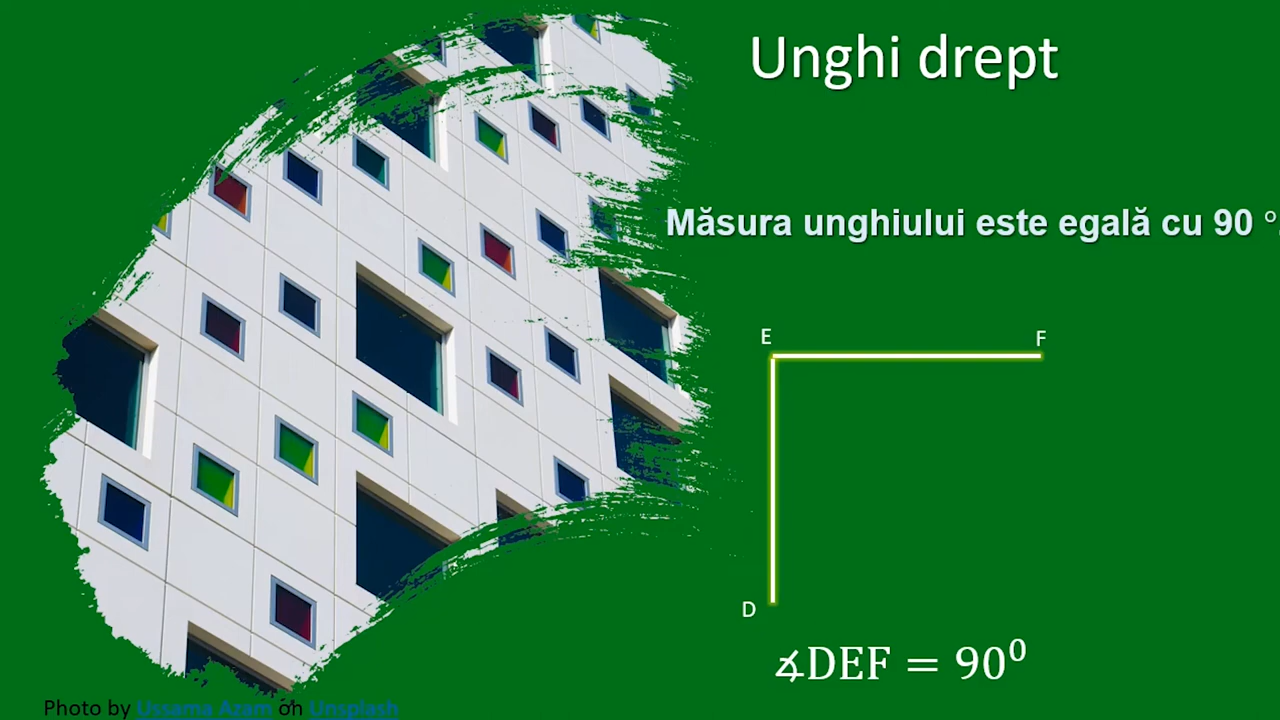 Unghi drept
Măsura unghiului este egală cu 90 °
E
F
D
∡DEF = 90⁰
Photo by Ussama Azam on Unsplash